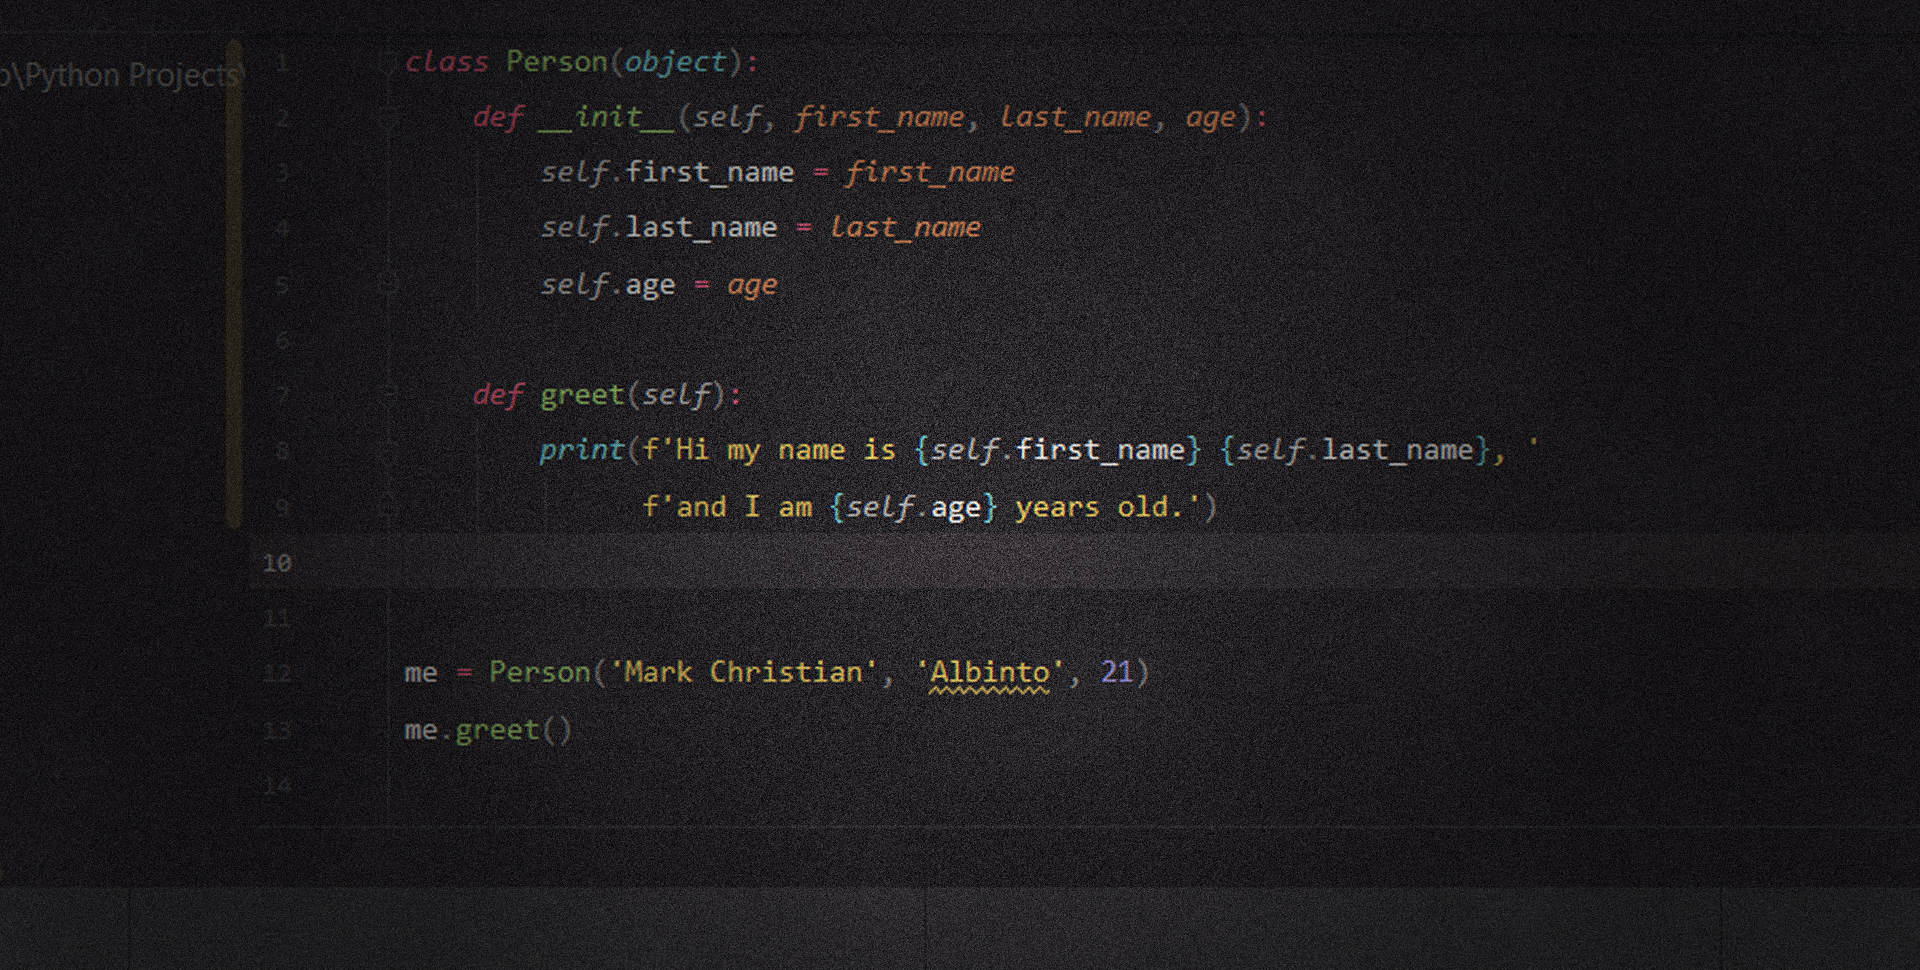 o\Python Projects\
1 class Person(object):
2     def __init__(self, first_name, last_name, age):
3         self.first_name = first_name
4         self.last_name = last_name
5         self.age = age
6
7     def greet(self):
8         print(f'Hi my name is {self.first_name} {self.last_name}, '
9               f'and I am {self.age} years old.')
10
11
12 me = Person('Mark Christian', 'Albinto', 21)
13 me.greet()
14